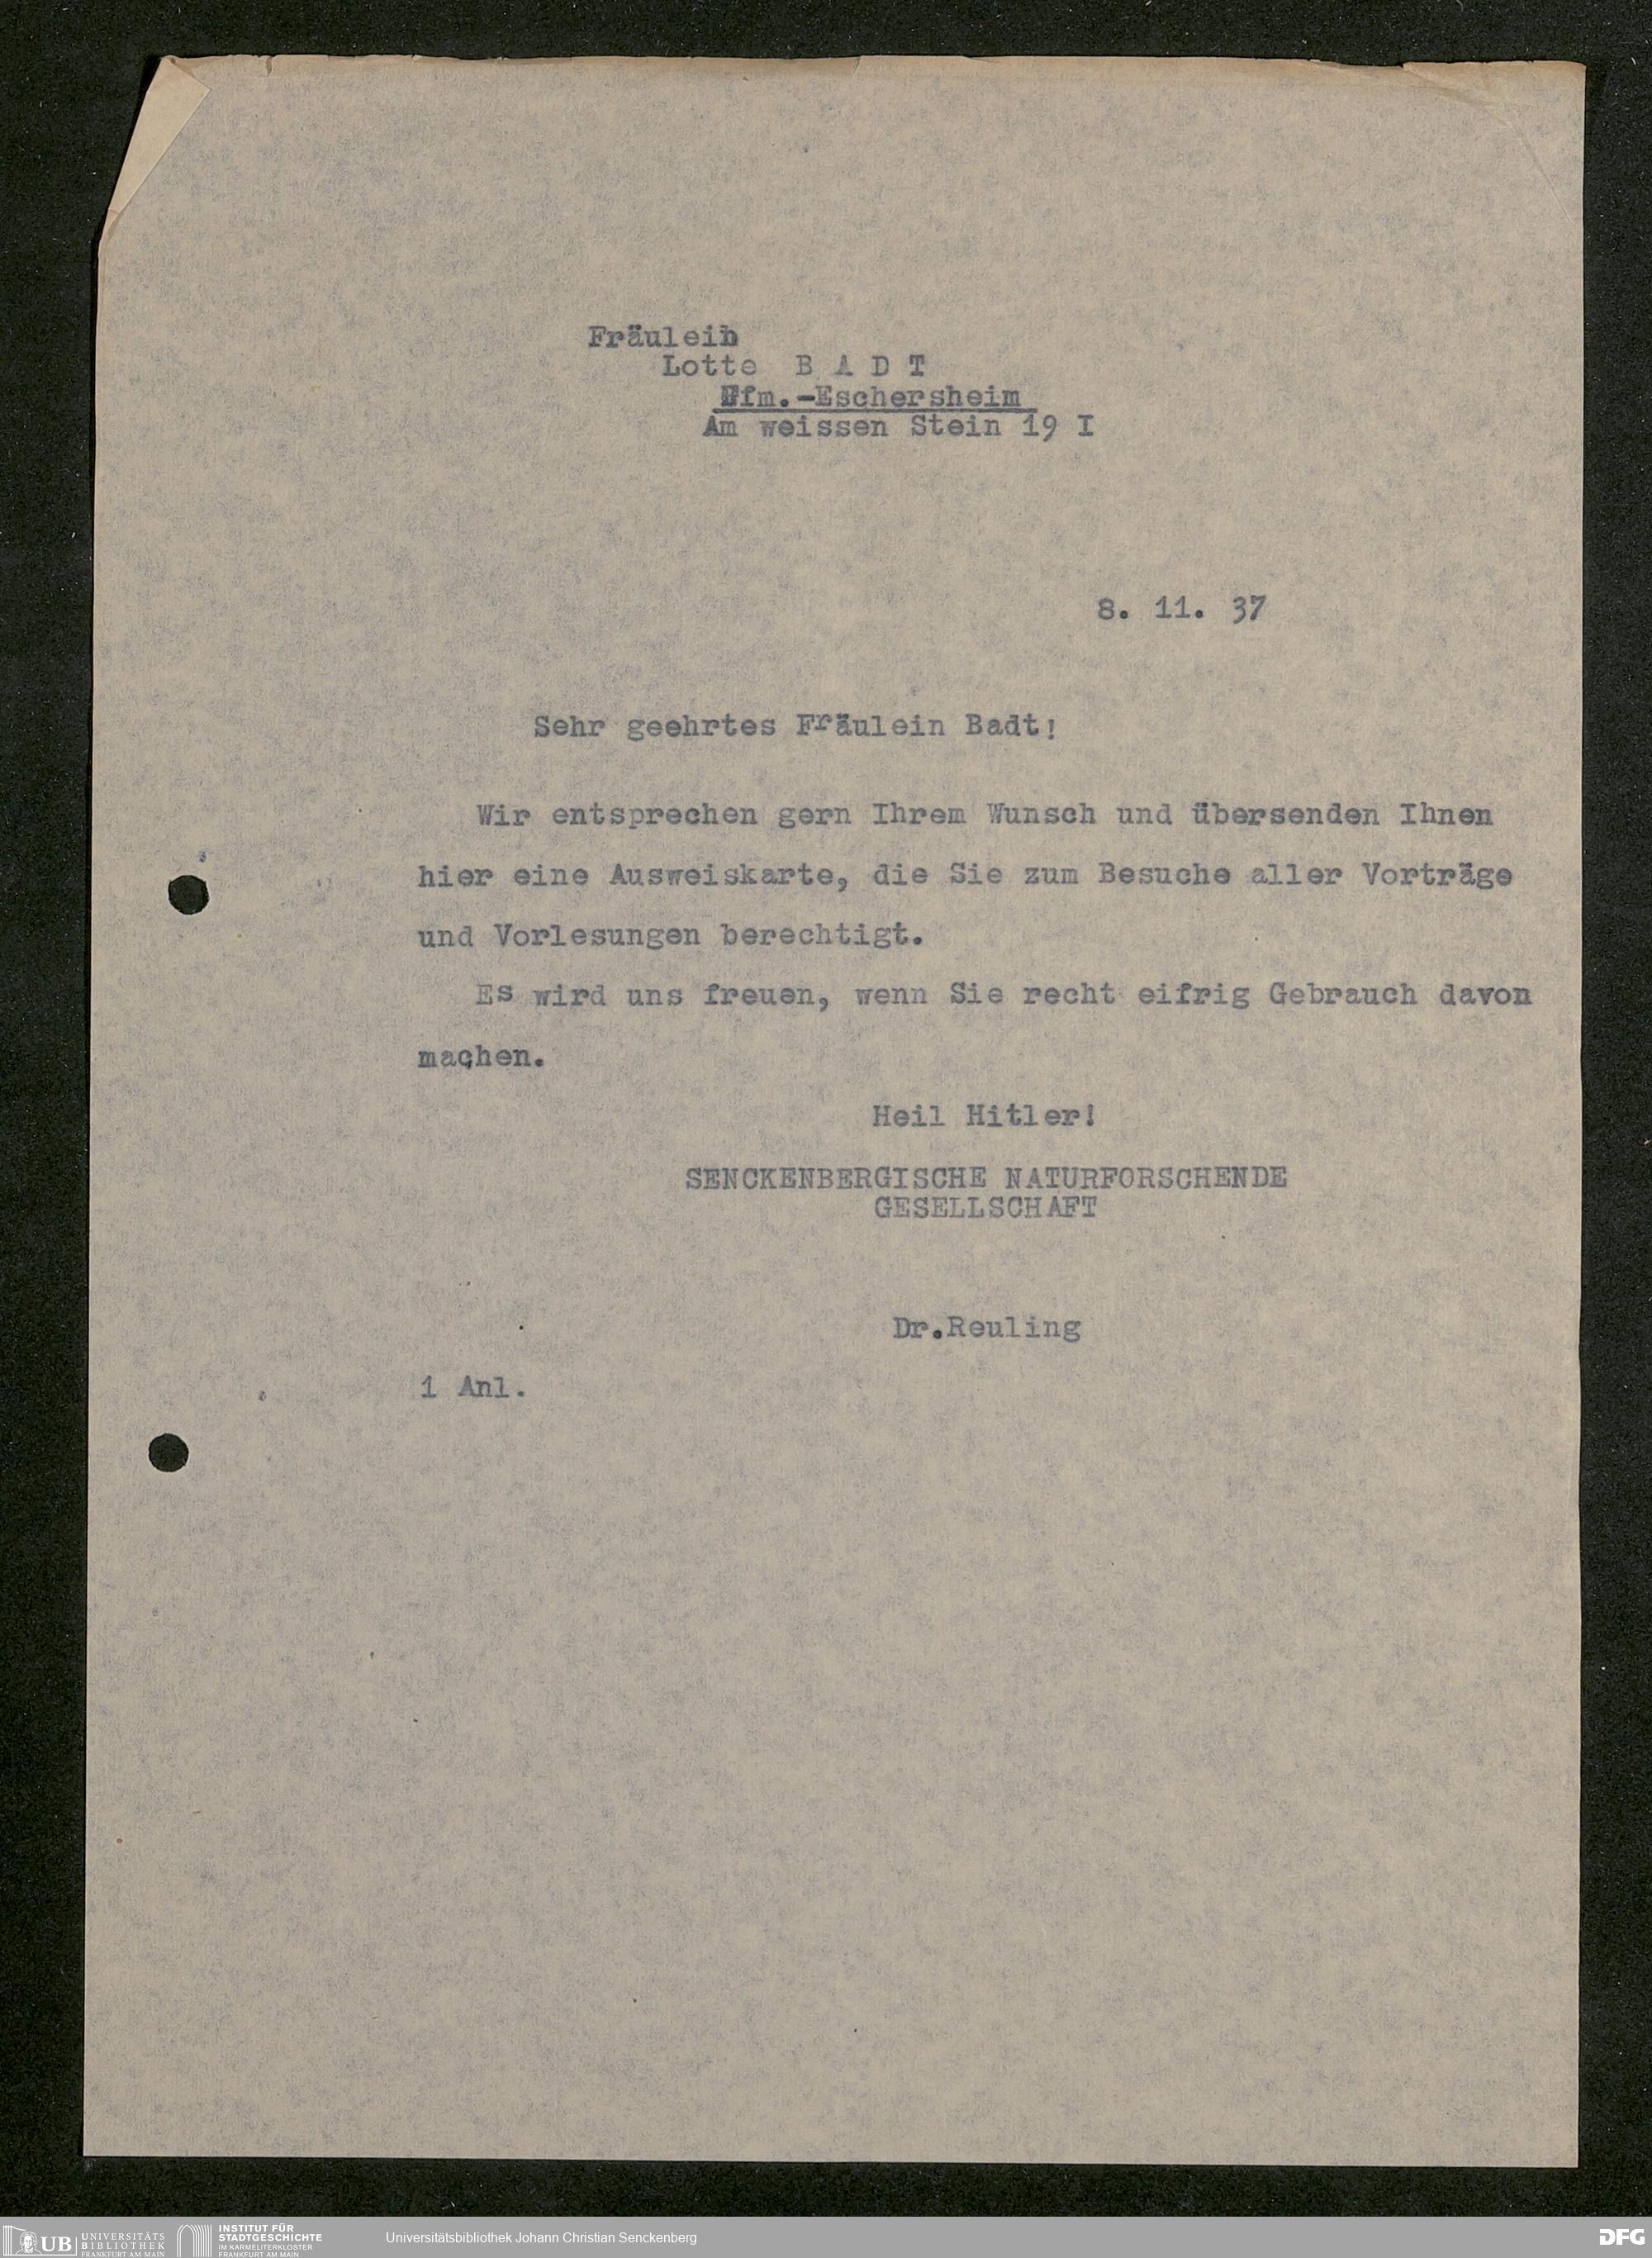 Fräulein
Lotte B A D T
Ffm.-Eschersheim
Am weissen Stein 19 I
8. 11. 37
Sehr geehrtes Fräulein Badt!
Wir entsprechen gern Ihrem Wunsch und übersenden Ihnen
hier eine Ausweiskarte, die Sie zum Besuche aller Vorträge
und Vorlesungen berechtigt.
Es wird uns freuen, wenn Sie recht eifrig Gebrauch davon
machen.
Heil Hitler!
SENCKENBERGISCHE NATURFORSCHENDE
GESELLSCHAFT
Dr.Reuling
1 Anl.
UB UNIVERSITÄTS
BIBLIOTHEK
FRANKFURT AM MAIN
INSTITUT FÜR
STADTGESCHICHTE
IM KARMELITERKLOSTER
FRANKFURT AM MAIN
Universitätsbibliothek Johann Christian Senckenberg
DFG